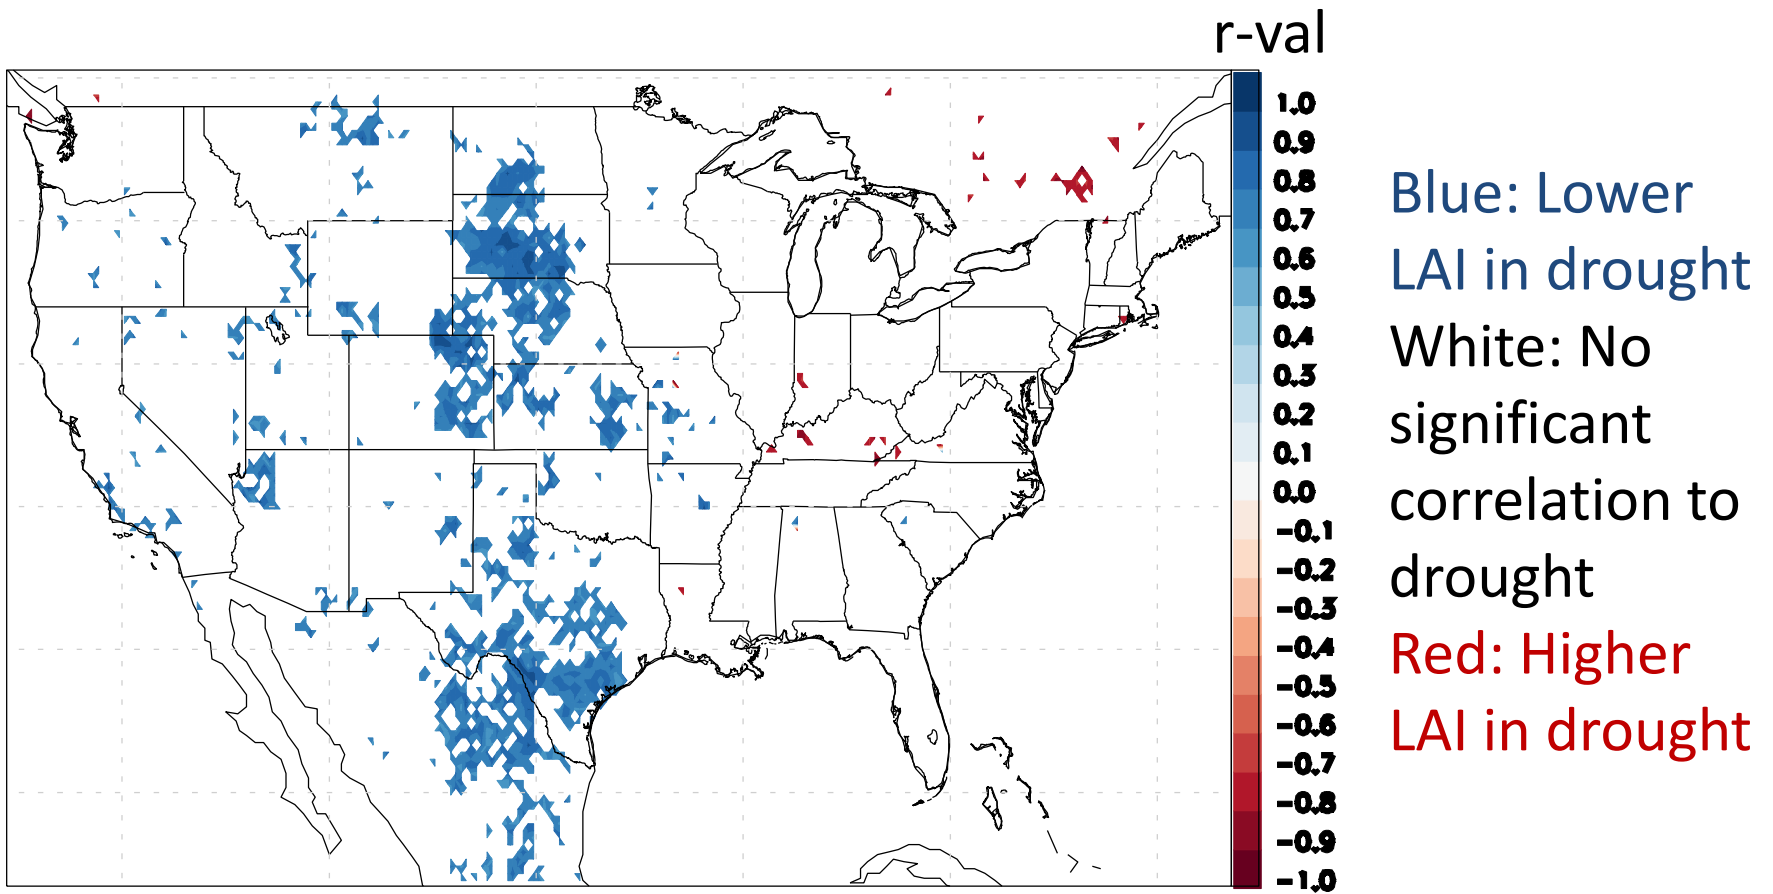 r-val
1.0
0.9
0.8
0.7
0.6
0.5
0.4
0.3
0.2
0.1
0.0
-0.1
-0.2
-0.3
-0.4
-0.5
-0.6
-0.7
-0.8
-0.9
-1.0
Blue: Lower
LAI in drought
White: No
significant
correlation to
drought
Red: Higher
LAI in drought